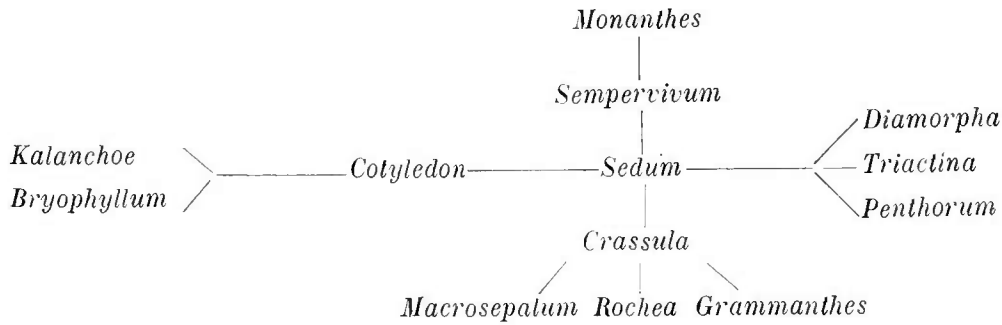 Monanthes
Sempervivum
Diamorpha
Kalanchoe
Cotyledon Sedum Triactina
Bryophyllum
Penthorum
Crassula
Macrosepalum Rochea Grammanthes